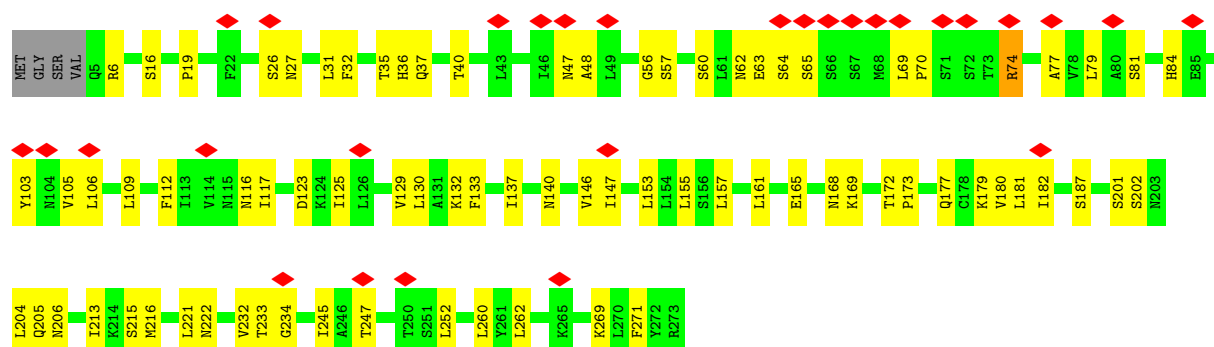 MET GLY SER VAL Q5 R6 S16 P19 F22 S26 N27 L31 F32 T35 H36 Q37 T40 L43 I46 N47 A48 L49 G56 S57 S60 L61 N62 E63 S64 S65 S66 S67 M68 L69 P70 S71 S72 T73 R74 A77 V78 L79 A80 S81 H84 E85
Y103 N104 V105 L106 L109 F112 I113 V114 N115 N116 I117 D123 K124 I125 L126 V129 L130 A131 K132 F133 I137 N140 V146 I147 L153 L154 L155 S156 L157 L161 E165 N168 K169 T172 P173 Q177 C178 K179 V180 L181 I182 S187 S201 S202 N203
L204 Q205 N206 I213 K214 S215 M216 L221 N222 V232 T233 G234 I245 A246 T247 T250 S251 L252 L260 Y261 L262 K265 K269 L270 F271 Y272 R273